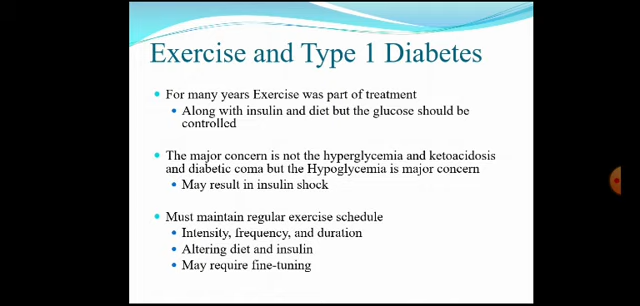 Exercise and Type 1 Diabetes
For many years Exercise was part of treatment
Along with insulin and diet but the glucose should be
controlled
The major concern is not the hyperglycemia and ketoacidosis
and diabetic coma but the Hypoglycemia is major concern
May result in insulin shock
Must maintain regular exercise schedule
Intensity, frequency, and duration
Altering diet and insulin
May require fine-tuning